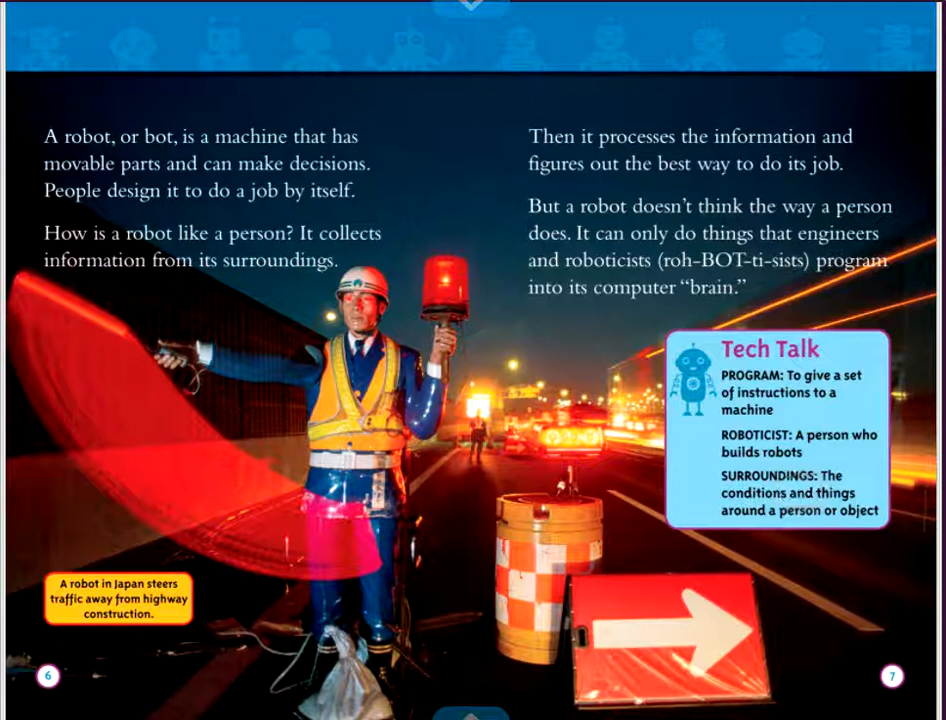 A robot, or bot, is a machine that has
movable parts and can make decisions.
People design it to do a job by itself.
How is a robot like a person? It collects
information from its surroundings.
A robot in Japan steers
traffic away from highway
construction.
6
Then it processes the information and
figures out the best way to do its job.
But a robot doesn't think the way a person
does. It can only do things that engineers
and roboticists (roh-BOT-ti-sists) program
into its computer “brain.”
Tech Talk
PROGRAM: To give a set
of instructions to a
machine
ROBOTICIST: A person who
builds robots
SURROUNDINGS: The
conditions and things
around a person or object
7